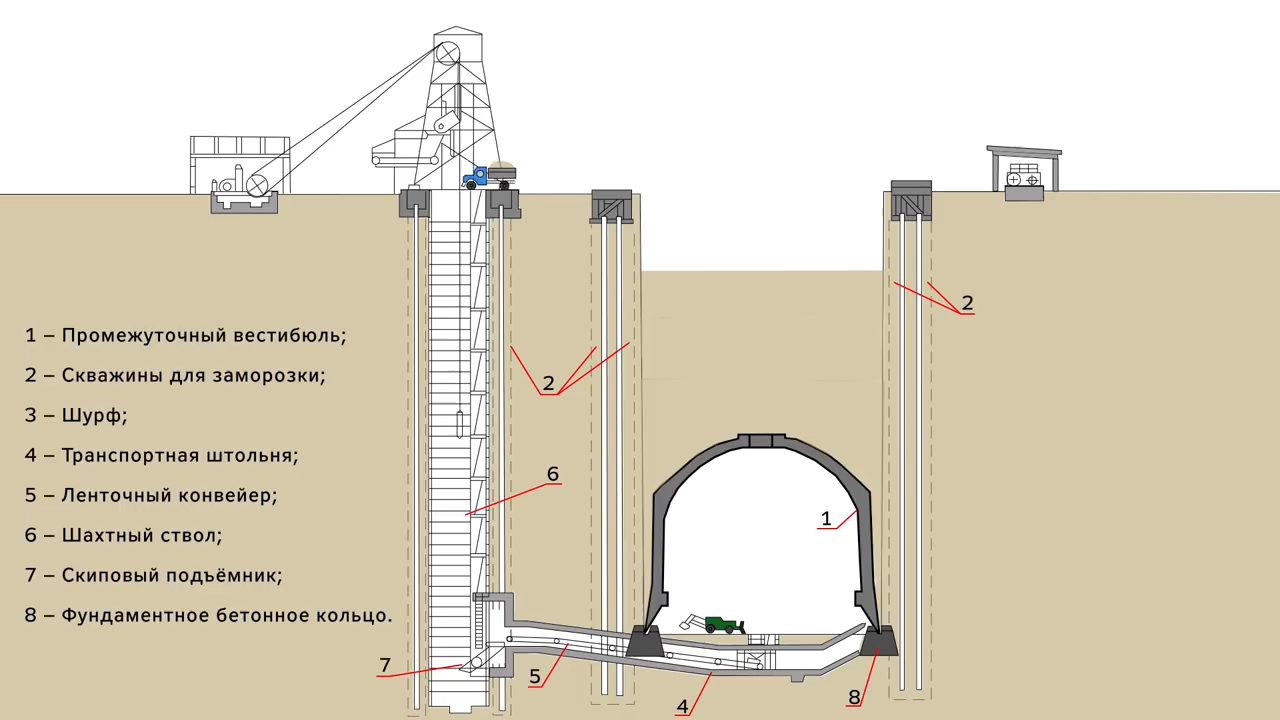 1 – Промежуточный вестибюль;
2 – Скважины для заморозки;
3 – Шурф;
4 – Транспортная штольня;
5 – Ленточный конвейер;
6 – Шахтный ствол;
7 – Скиповый подъёмник;
8 – Фундаментное бетонное кольцо.
2
2
6
1
7
5
4
8